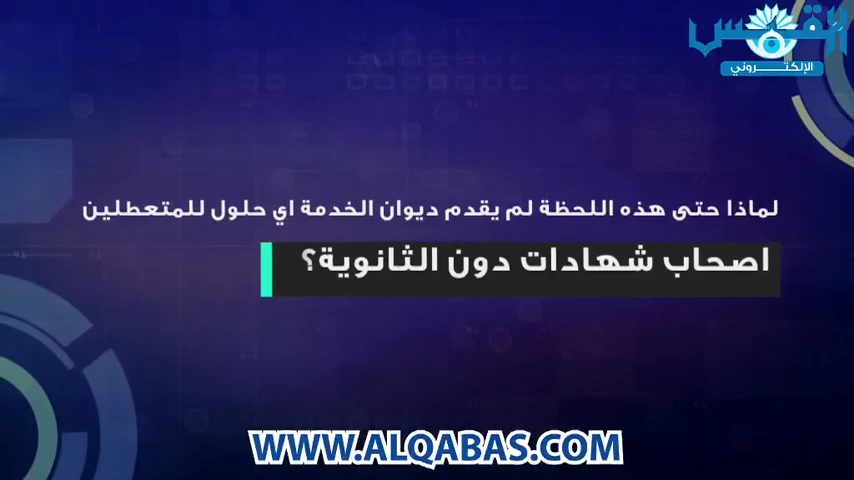 القبس
الإلكتروني
لماذا حتى هذه اللحظة لم يقدم ديوان الخدمة اي حلول للمتعطلين
اصحاب شهادات دون الثانوية؟
WWW.ALQABAS.COM